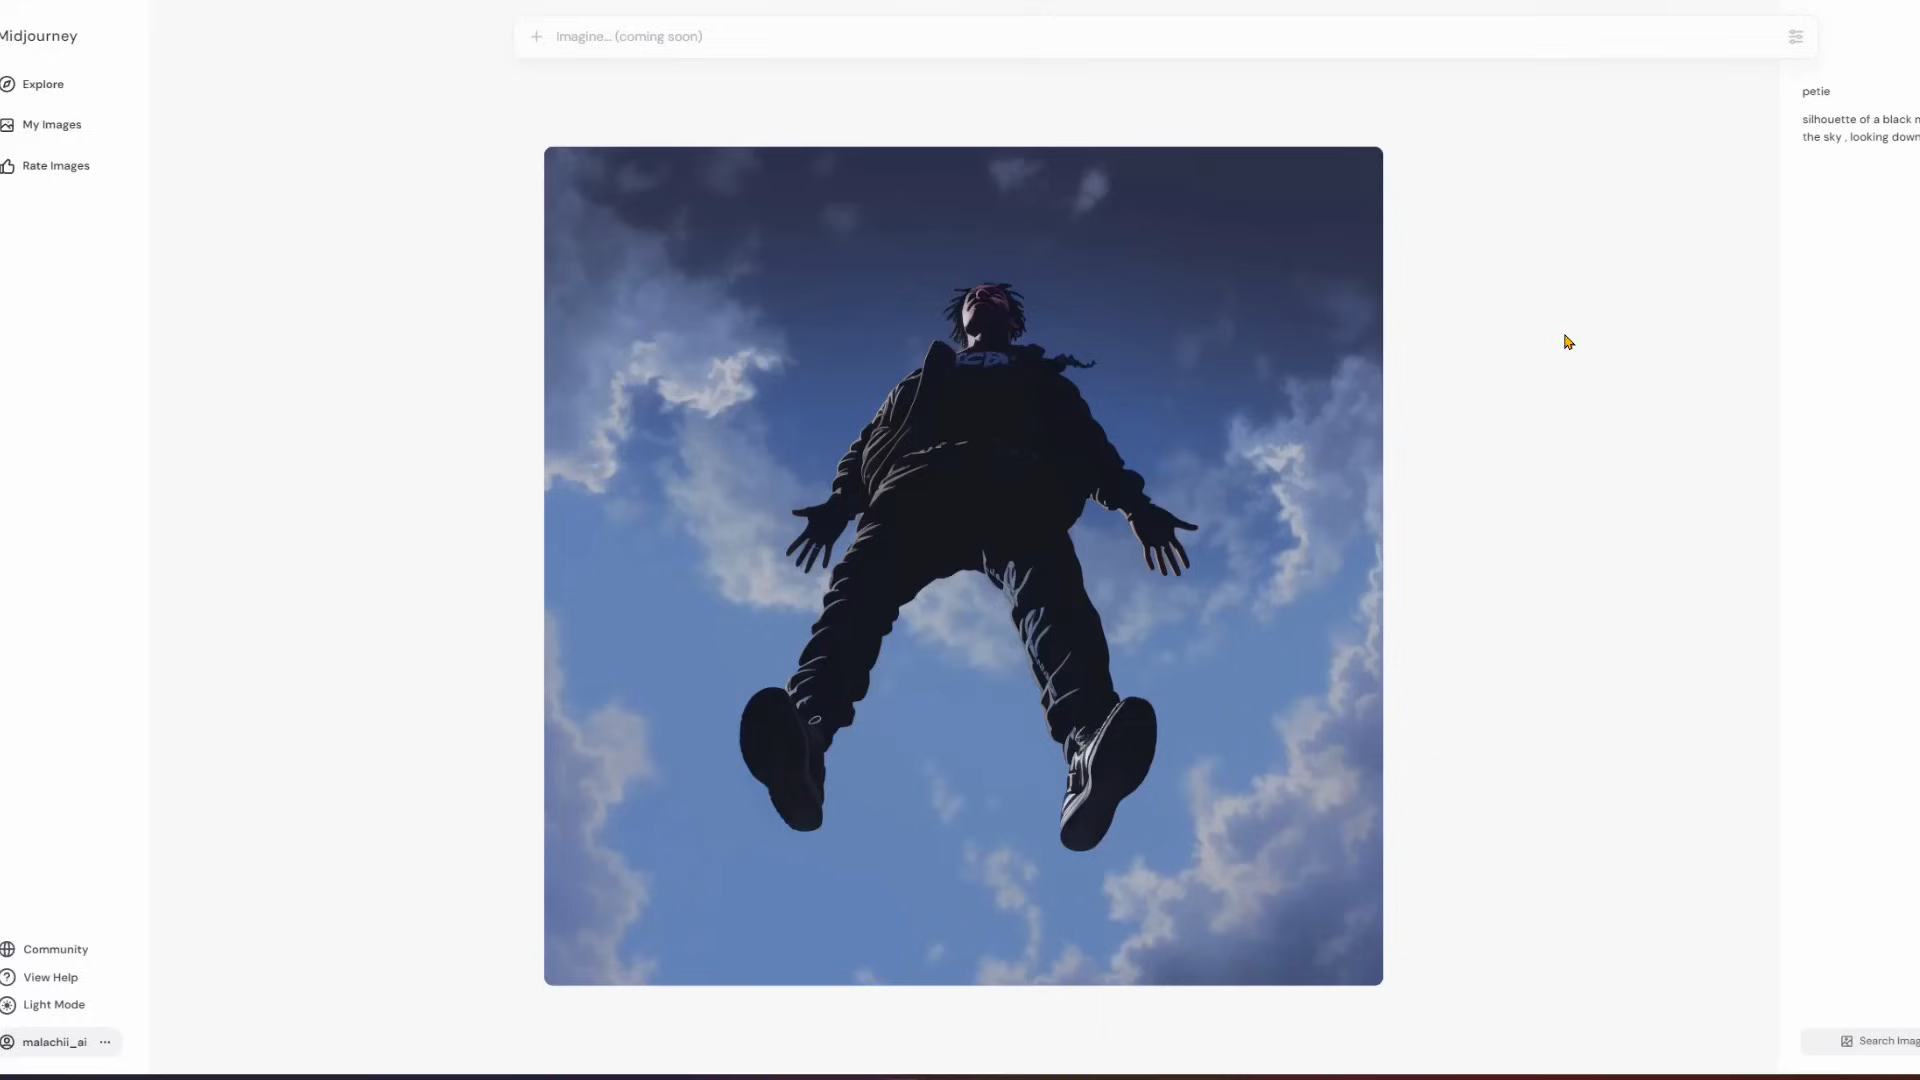 Midjourney
Imagine... (coming soon)
Explore
My Images
Rate Images
petie
silhouette of a black
the sky , looking down
Community
View Help
Light Mode
malachii_ai
Search